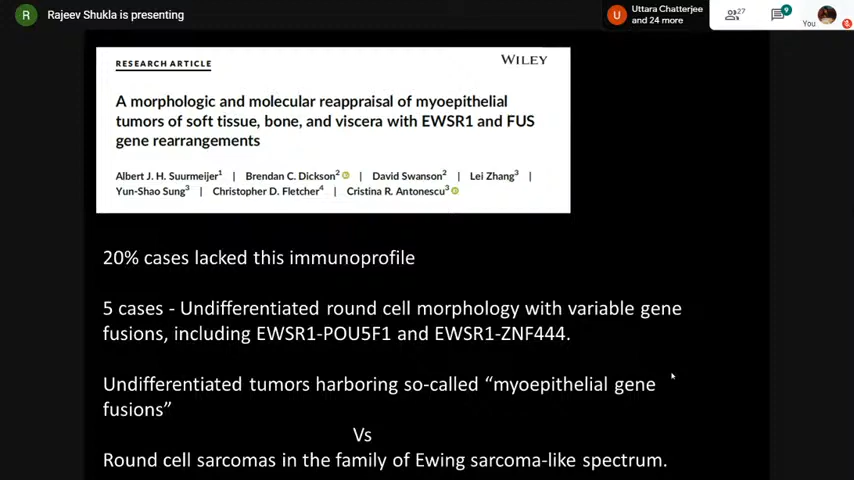 R Rajeev Shukla is presenting
U Uttara Chatterjee
and 24 more
27
9
You
RESEARCH ARTICLE
WILEY
A morphologic and molecular reappraisal of myoepithelial
tumors of soft tissue, bone, and viscera with EWSR1 and FUS
gene rearrangements
Albert J. H. Suurmeijer1 | Brendan C. Dickson2 | David Swanson2 | Lei Zhang3 |
Yun-Shao Sung3 | Christopher D. Fletcher4 | Cristina R. Antonescu3
20% cases lacked this immunoprofile
5 cases - Undifferentiated round cell morphology with variable gene
fusions, including EWSR1-POU5F1 and EWSR1-ZNF444.
Undifferentiated tumors harboring so-called “myoepithelial gene
fusions”
Vs
Round cell sarcomas in the family of Ewing sarcoma-like spectrum.